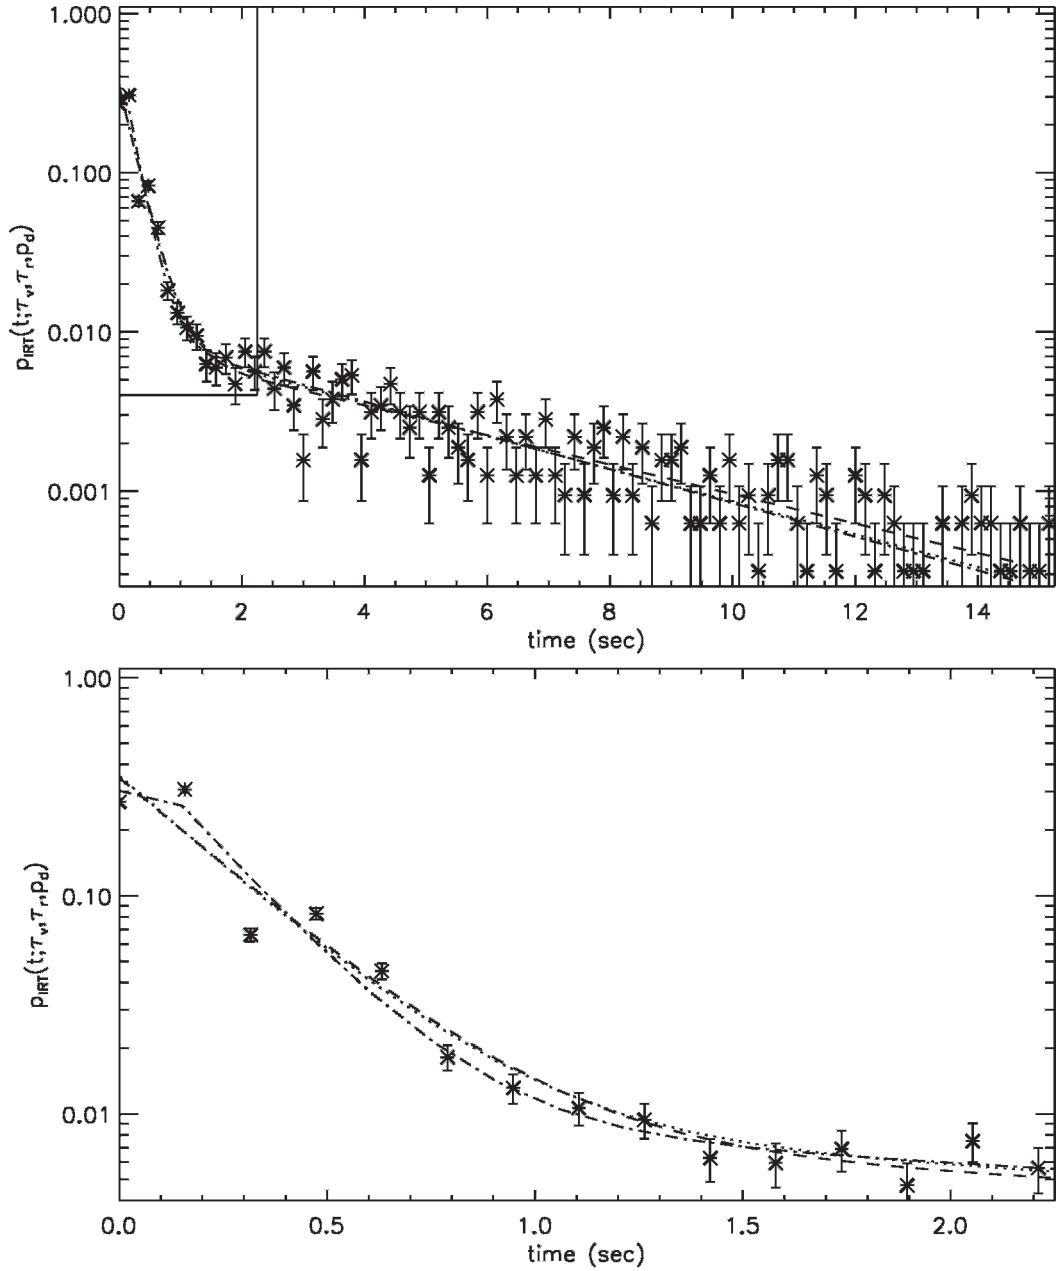 1.000
0.100
0.010
0.001
p_IRT(t;τ_v,τ_r,p_d)
0 2 4 6 8 10 12 14
time (sec)
1.00
0.10
0.01
p_IRT(t;τ_v,τ_r,p_d)
0.0 0.5 1.0 1.5 2.0
time (sec)